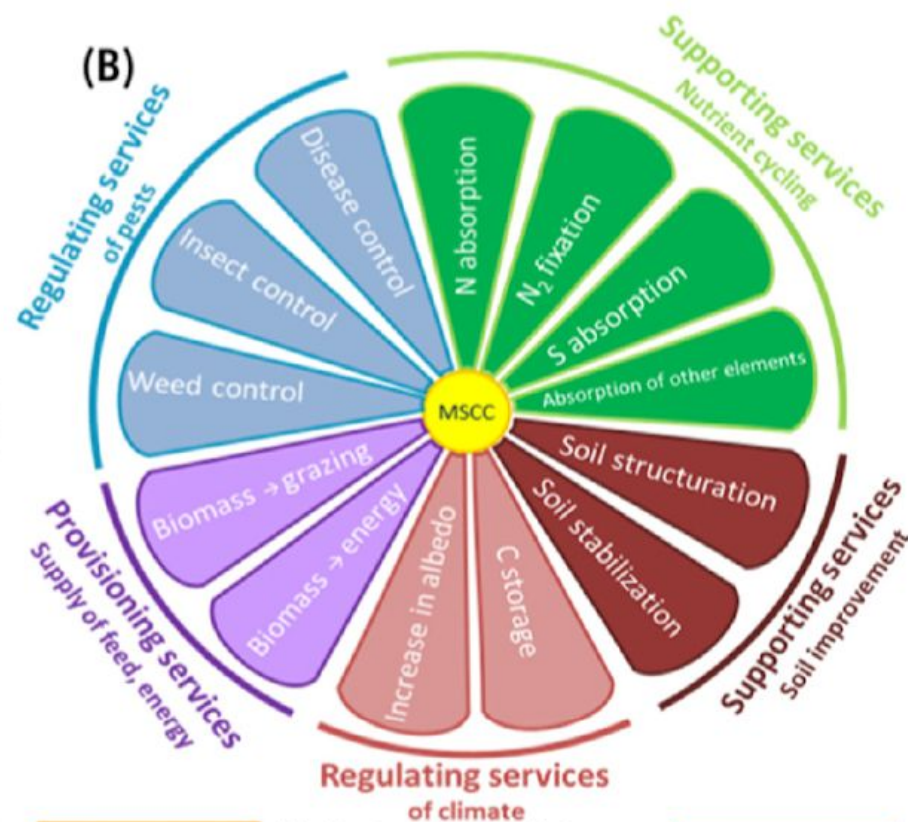 (B)
Supporting services
Nutrient cycling
N absorption
N₂ fixation
S absorption
Absorption of other elements
Supporting services
Soil improvement
Soil structuration
Soil stabilization
Regulating services
of climate
C storage
Increase in albedo
Provisioning services
Supply of feed, energy
Biomass → energy
Biomass → grazing
Regulating services
of pests
Weed control
Insect control
Disease control
MSCC